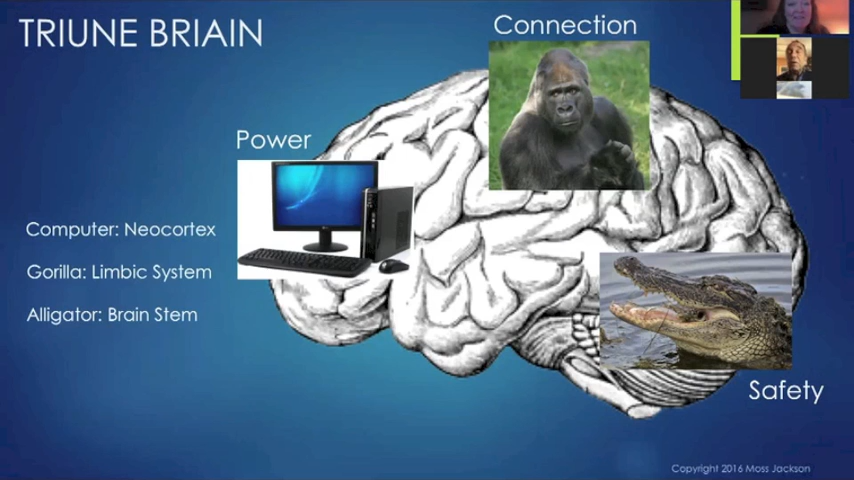 TRIUNE BRIAIN
Connection
Power
Computer: Neocortex
Gorilla: Limbic System
Alligator: Brain Stem
Safety
Copyright 2016 Moss Jackson